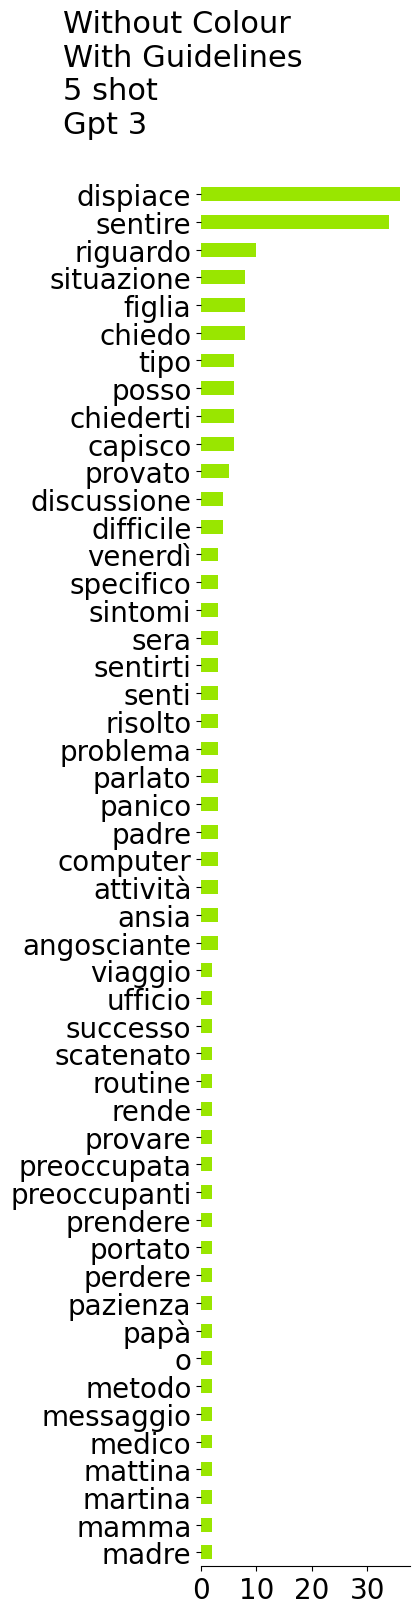 Without Colour
With Guidelines
5 shot
Gpt 3
dispiace
sentire
riguardo
situazione
figlia
chiedo
tipo
posso
chiederti
capisco
provato
discussione
difficile
venerdì
specifico
sintomi
sera
sentirti
senti
risolto
problema
parlato
panico
padre
computer
attività
ansia
angosciante
viaggio
ufficio
successo
scatenato
routine
rende
provare
preoccupata
preoccupanti
prendere
portato
perdere
pazienza
papà
o
metodo
messaggio
medico
mattina
martina
mamma
madre
0 10 20 30